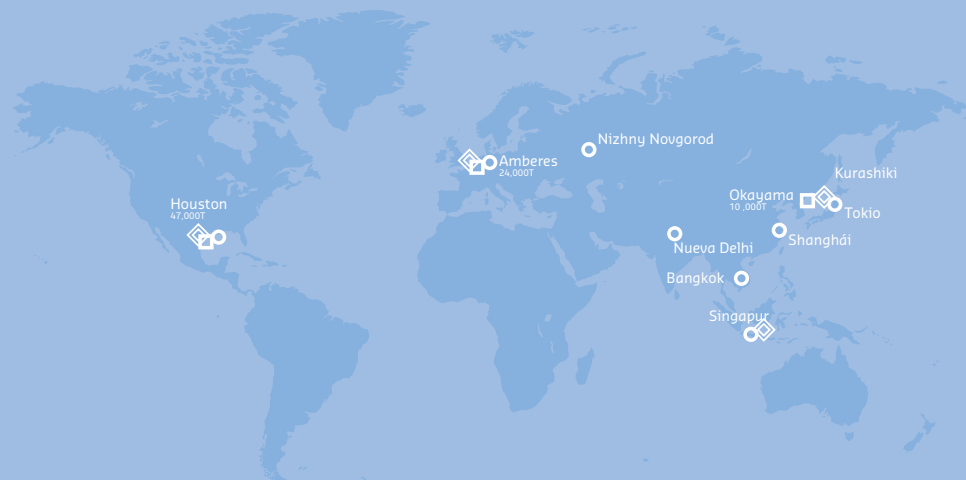 Nizhny Novgorod
Amberes
24,000T
Kurashiki
Okayama
10 ,000T
Houston
47,000T
Tokio
Shanghái
Nueva Delhi
Bangkok
Singapur